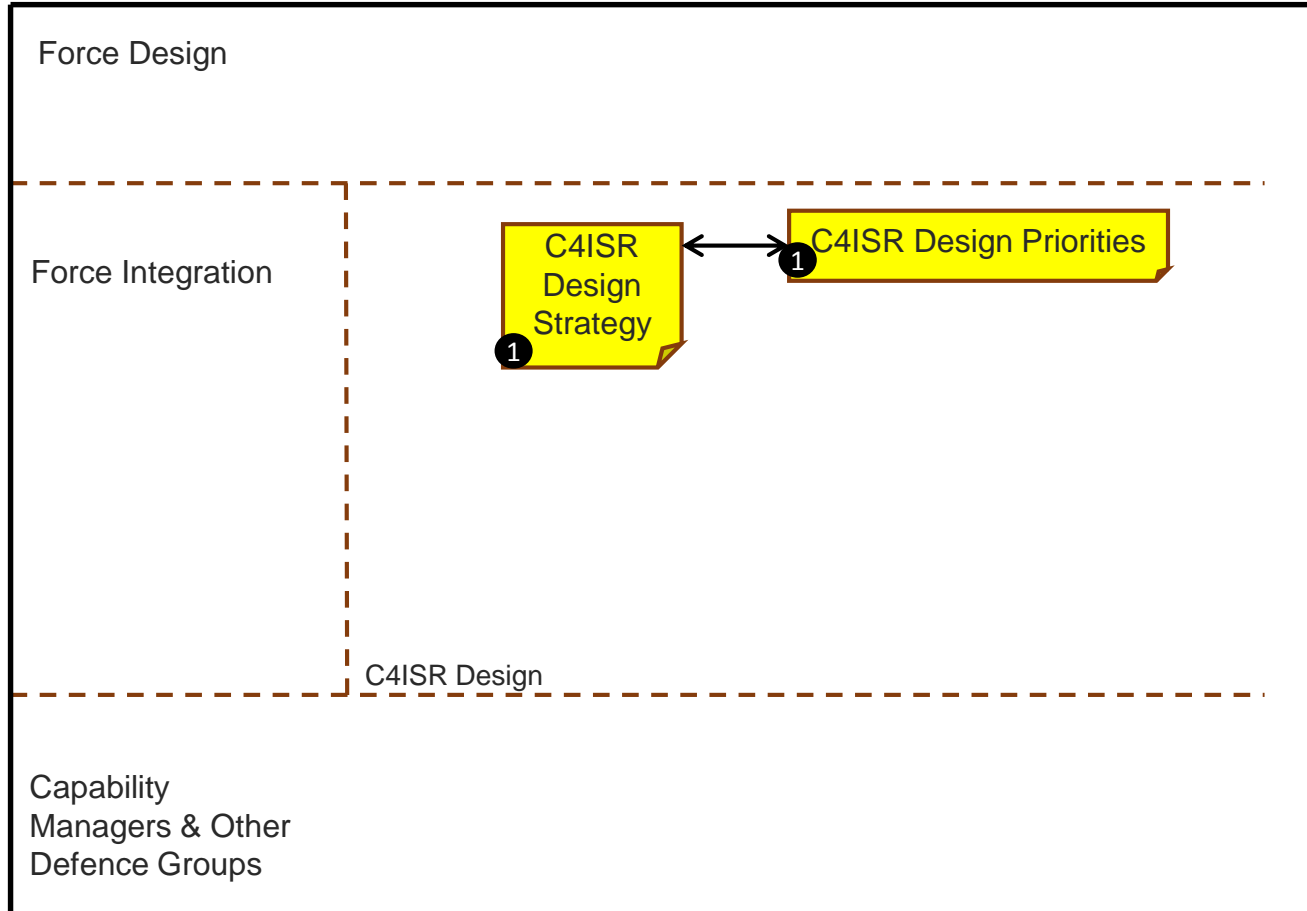 Force Design
Force Integration
C4ISR
Design
Strategy
1
C4ISR Design Priorities
1
C4ISR Design
Capability
Managers & Other
Defence Groups